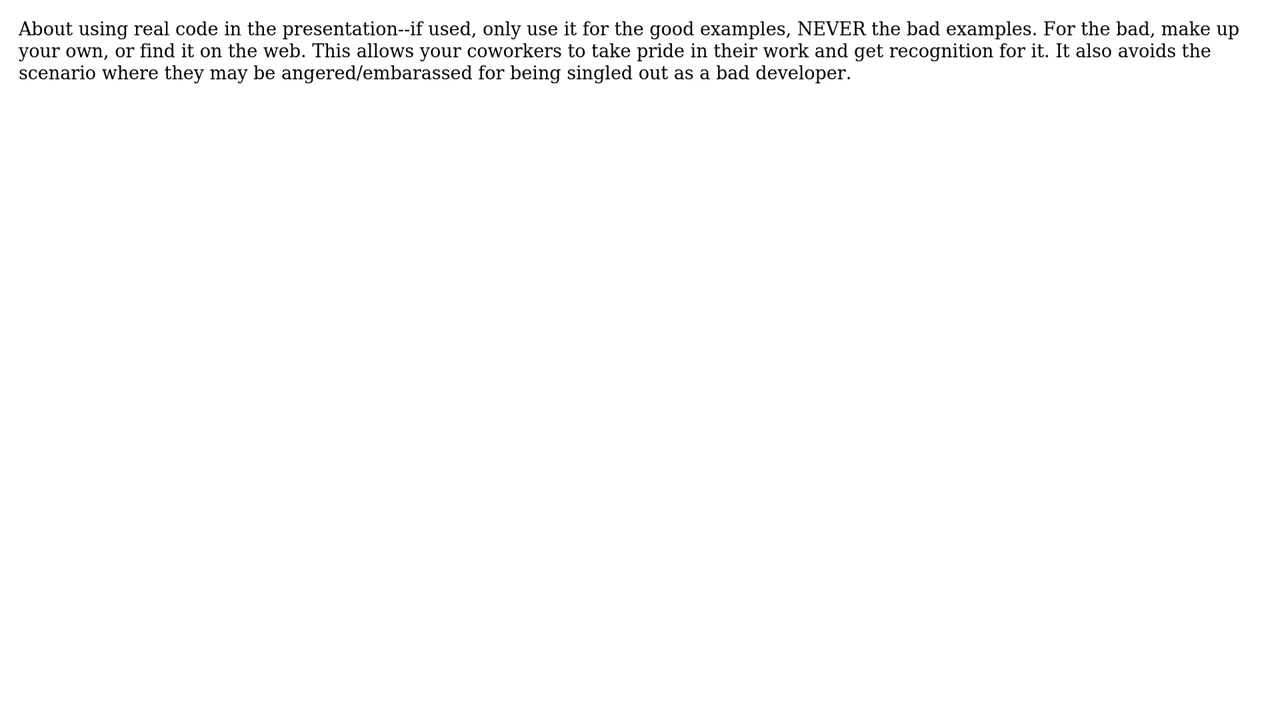 About using real code in the presentation--if used, only use it for the good examples, NEVER the bad examples. For the bad, make up
your own, or find it on the web. This allows your coworkers to take pride in their work and get recognition for it. It also avoids the
scenario where they may be angered/embarassed for being singled out as a bad developer.